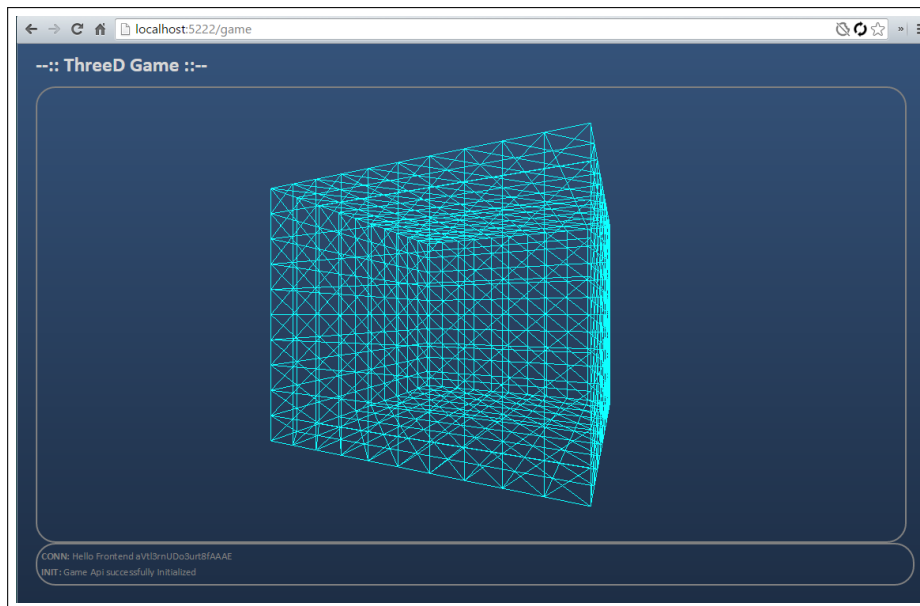 localhost:5222/game
--:: ThreeD Game ::--
CONN: Hello Frontend aVtl3rnUDo3urt8fAAAE
INIT: Game Api successfully Initialized